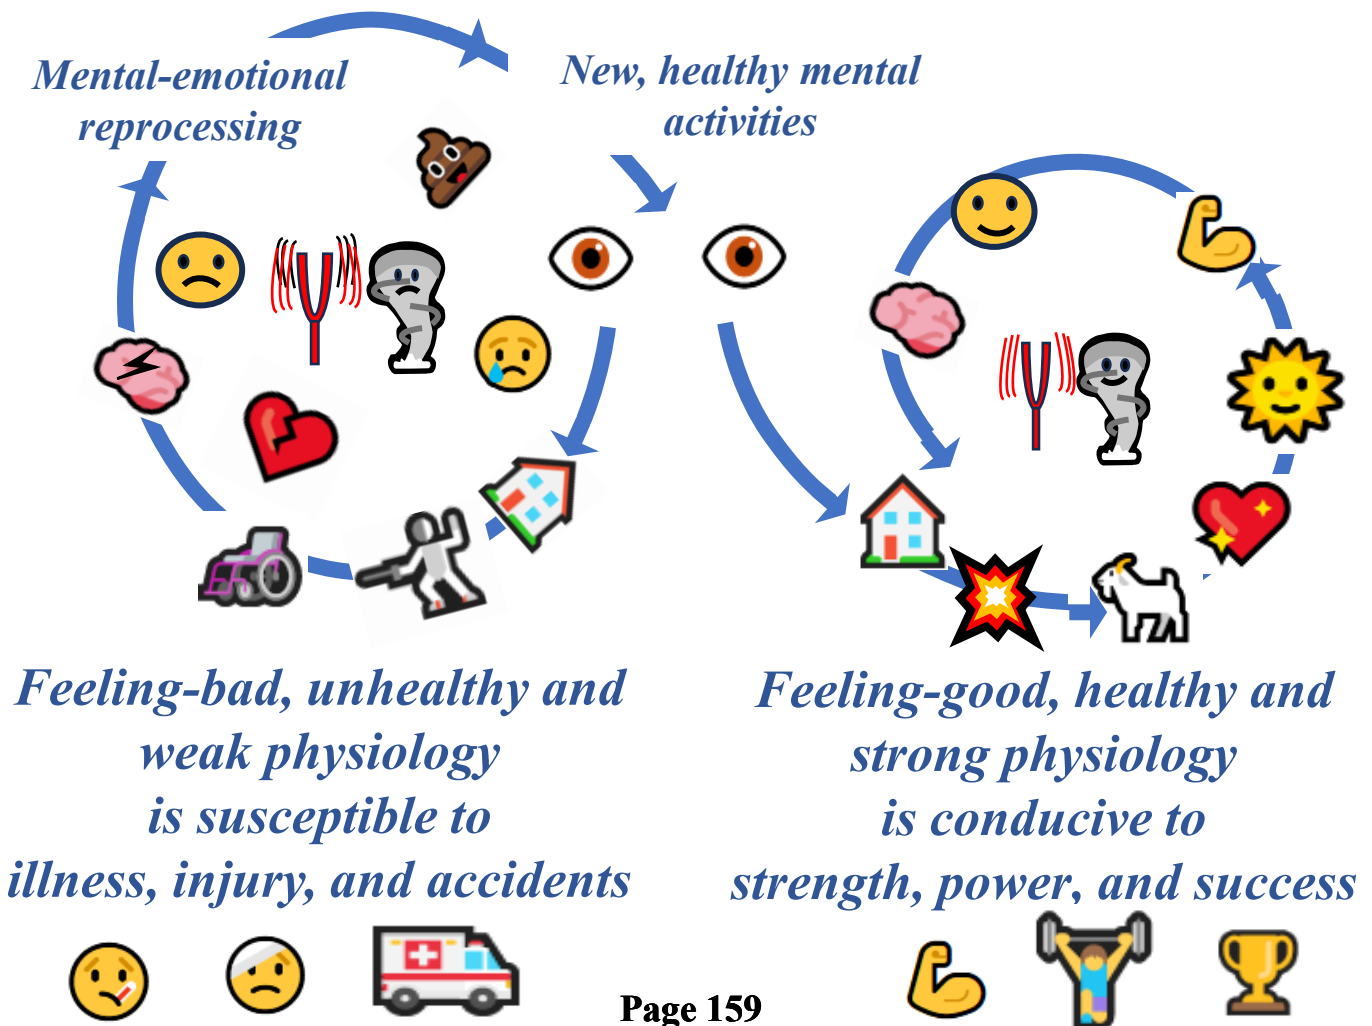 Mental-emotional
reprocessing
New, healthy mental
activities
Feeling-bad, unhealthy and
weak physiology
is susceptible to
illness, injury, and accidents
Feeling-good, healthy and
strong physiology
is conducive to
strength, power, and success
Page 159